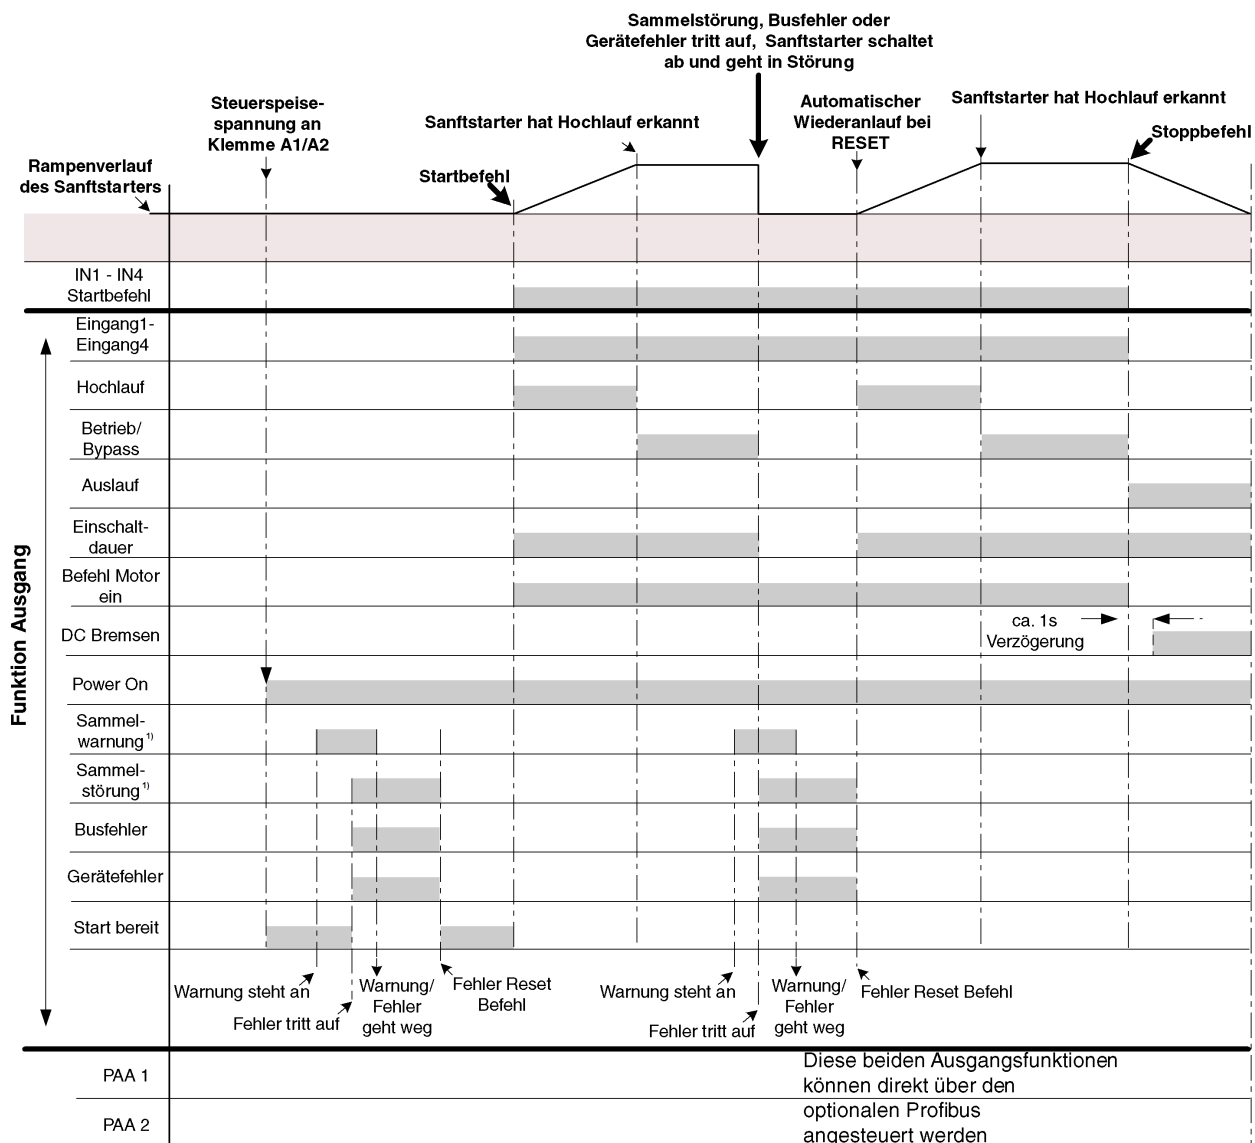 Sammelstörung, Busfehler oder
Gerätefehler tritt auf, Sanftstarter schaltet
ab und geht in Störung
Steuerspeise-
spannung an
Klemme A1/A2
Sanftstarter hat Hochlauf erkannt
Automatischer
Wiederanlauf bei
RESET
Sanftstarter hat Hochlauf erkannt
Stoppbefehl
Rampenverlauf
des Sanftstarters
Startbefehl
IN1 - IN4
Startbefehl
Funktion Ausgang
Eingang1-
Eingang4
Hochlauf
Betrieb/
Bypass
Auslauf
Einschalt-
dauer
Befehl Motor
ein
DC Bremsen
ca. 1s
Verzögerung
Power On
Sammel-
warnung 1)
Sammel-
störung 1)
Busfehler
Gerätefehler
Start bereit
Warnung steht an
Fehler tritt auf
Warnung/
Fehler
geht weg
Fehler Reset
Befehl
Warnung steht an
Fehler tritt auf
Warnung/
Fehler
geht weg
Fehler Reset Befehl
PAA 1
PAA 2
Diese beiden Ausgangsfunktionen
können direkt über den
optionalen Profibus
angesteuert werden